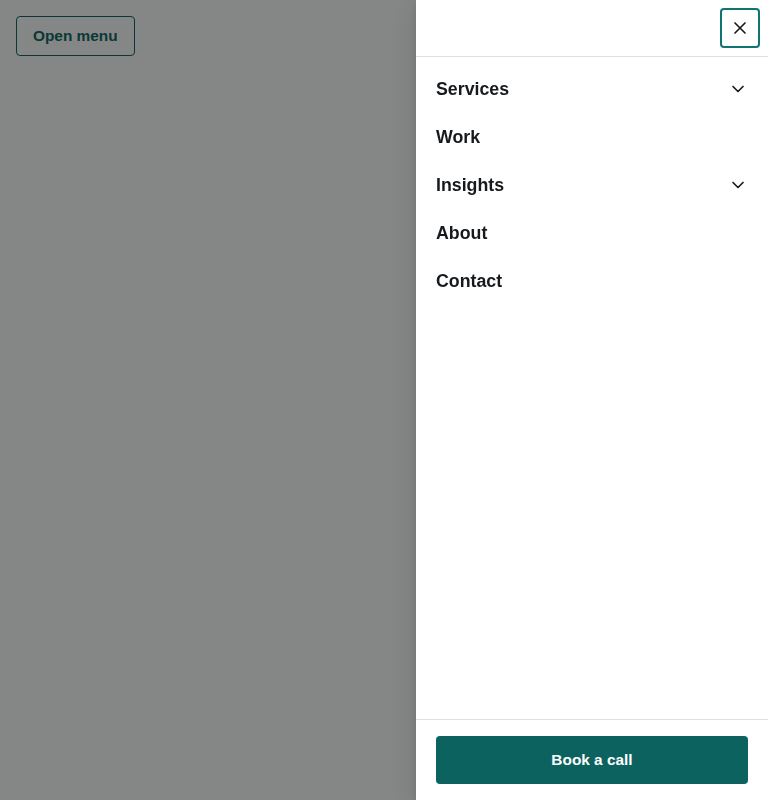 Open menu
Services
Work
Insights
About
Contact
Book a call